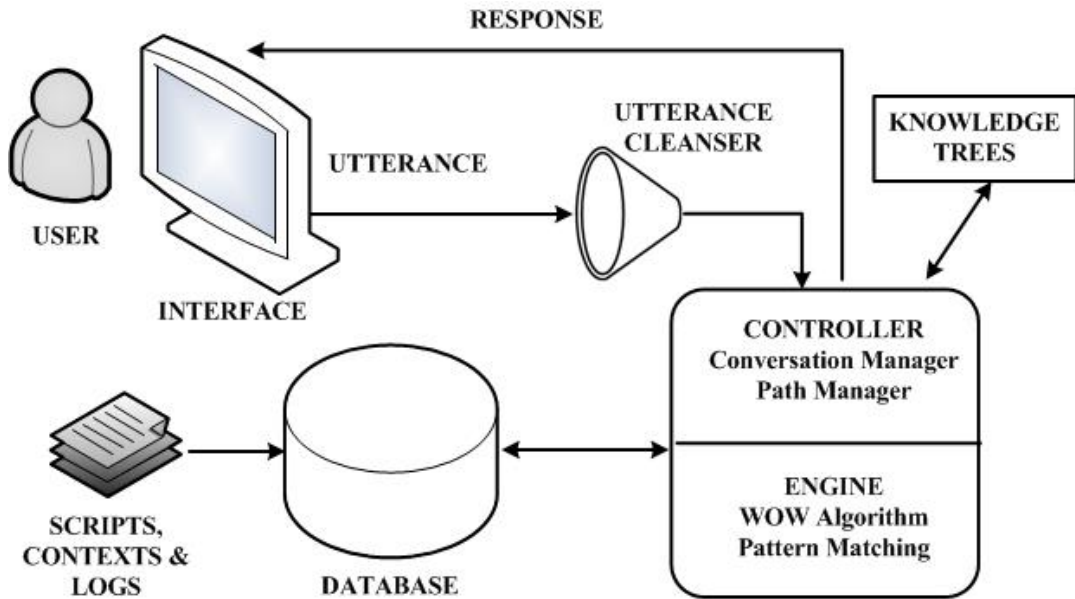 RESPONSE
UTTERANCE
CLEANSER
KNOWLEDGE
TREES
UTTERANCE
USER
INTERFACE
CONTROLLER
Conversation Manager
Path Manager
ENGINE
WOW Algorithm
Pattern Matching
SCRIPTS,
CONTEXTS &
LOGS
DATABASE